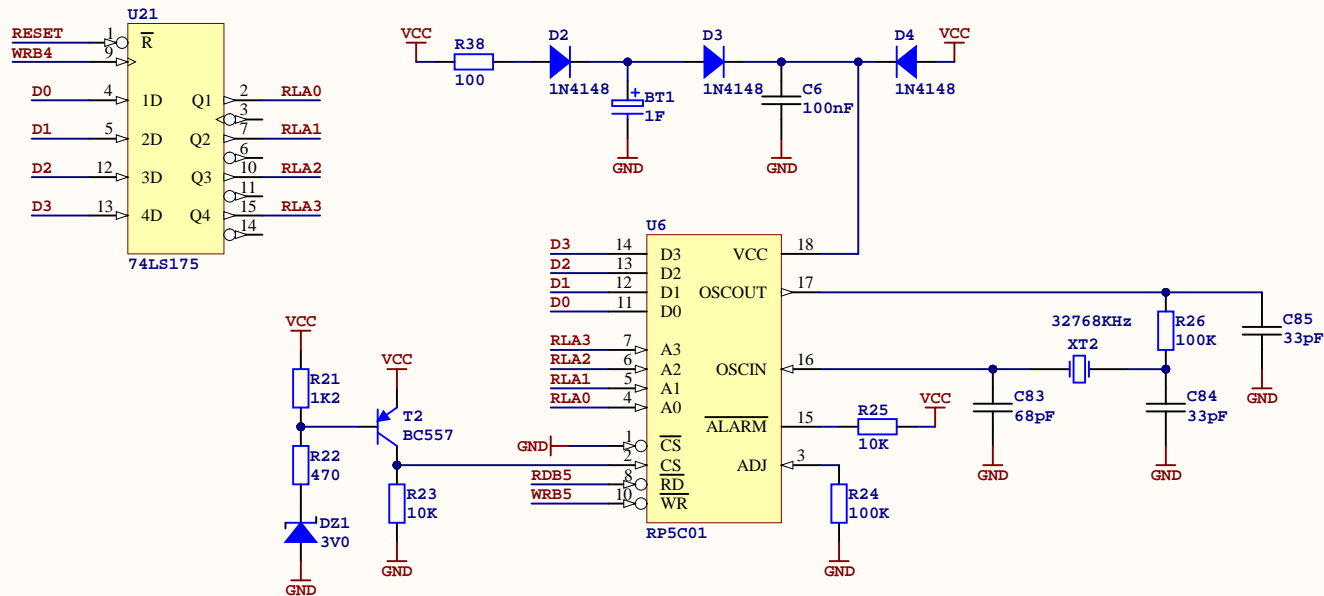 U21
RESET 1 R
WRB4 9
D0 4 1D Q1 2 RLA0
3
D1 5 2D Q2 7 RLA1
6
D2 12 3D Q3 10 RLA2
11
D3 13 4D Q4 15 RLA3
14
74LS175
VCC
R38
100
D2
1N4148
BT1
1F
+
GND
D3
1N4148
C6
100nF
GND
D4
1N4148
VCC
U6
D3 14 D3 VCC 18
D2 13 D2
D1 12 D1 OSCOUT 17
D0 11 D0
RLA3 7 A3
RLA2 6 A2 OSCIN 16
RLA1 5 A1
RLA0 4 A0
ALARM 15
GND 1 CS
2 CS ADJ 3
RDB5 8 RD
WRB5 10 WR
RP5C01
VCC
R21
1K2
R22
470
DZ1
3V0
GND
VCC
T2
BC557
R23
10K
GND
R25
10K
VCC
R24
100K
GND
32768KHz
XT2
R26
100K
C85
33pF
GND
C83
68pF
GND
C84
33pF
GND